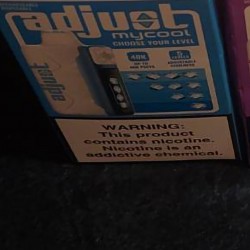 adjust
mycool
CHOOSE YOUR LEVEL
40K
adjust
WARNING:
This product
contains nicotine.
Nicotine is an
addictive chemical.